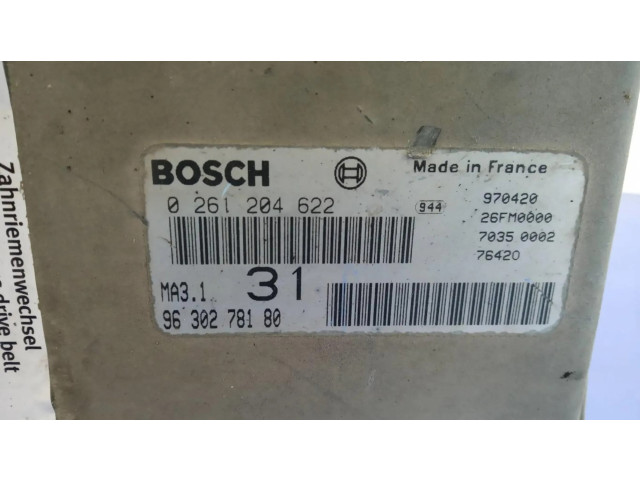 BOSCH
Made in France
0 261 204 622
944
970420
26FM0000
7035 0002
76420
MA3.1
31
96 302 781 80
Zahnriemenwechsel
drive belt